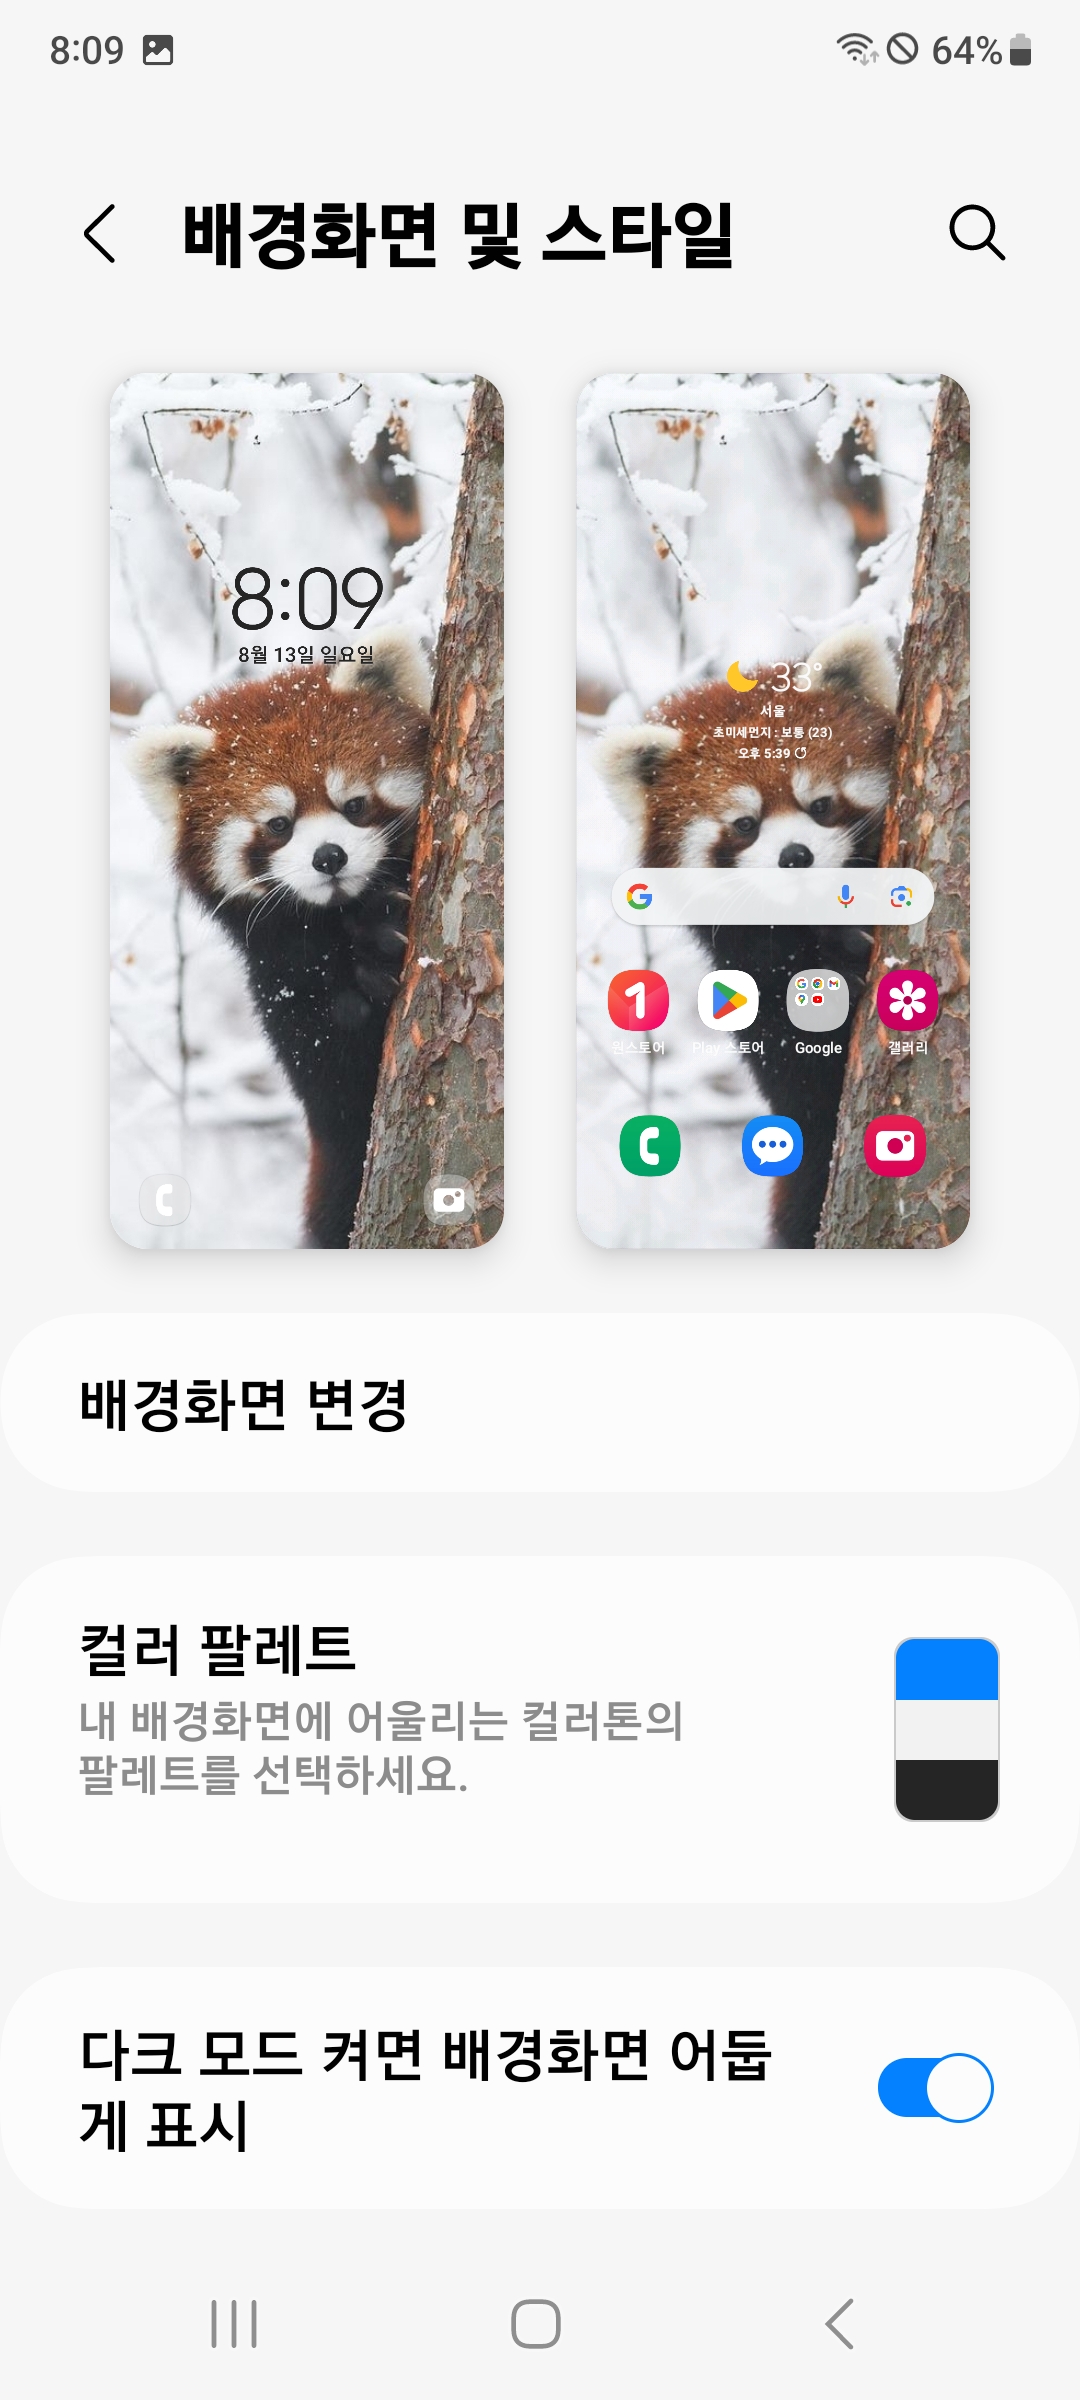 8:09
64%
배경화면 및 스타일
8:09
8월 13일 일요일
33°
서울
초미세먼지 : 보통 (23)
오후 5:39
원스토어
Play 스토어
Google
갤러리
배경화면 변경
컬러 팔레트
내 배경화면에 어울리는 컬러톤의
팔레트를 선택하세요.
다크 모드 켜면 배경화면 어둡
게 표시